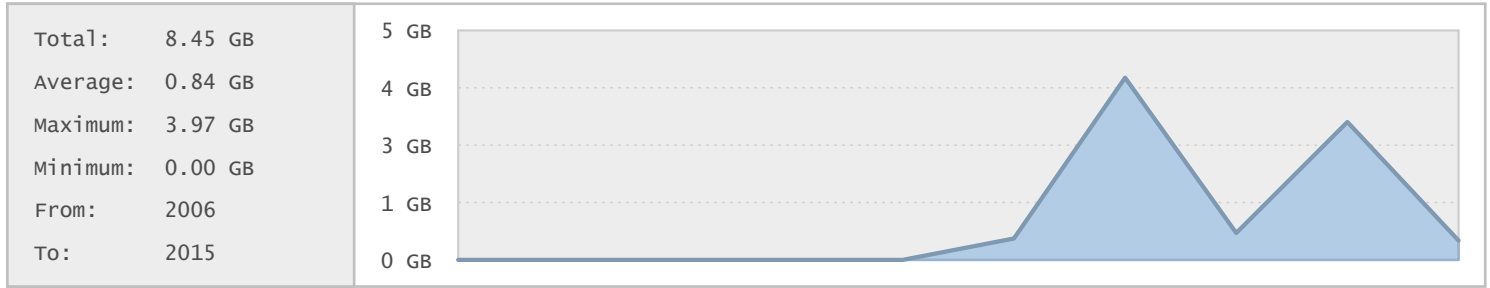 Total: 8.45 GB
Average: 0.84 GB
Maximum: 3.97 GB
Minimum: 0.00 GB
From: 2006
To: 2015
5 GB
4 GB
3 GB
1 GB
0 GB